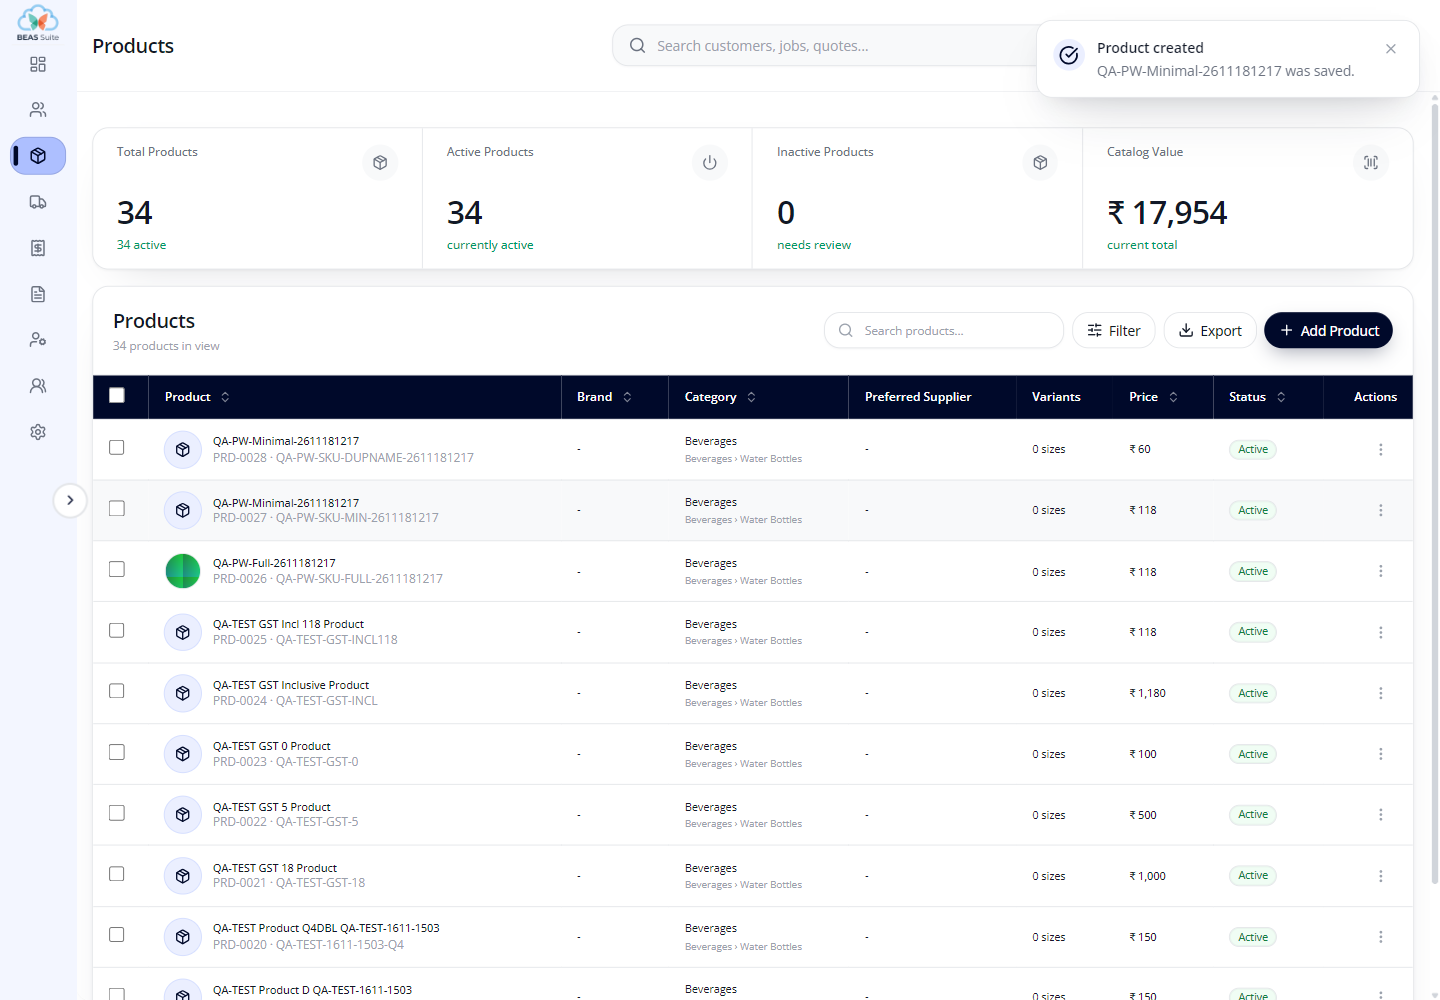 BEAS Suite
Products
Search customers, jobs, quotes...
Product created
QA-PW-Minimal-2611181217 was saved.
Total Products
34
34 active
Active Products
34
currently active
Inactive Products
0
needs review
Catalog Value
₹ 17,954
current total
Products
34 products in view
Search products...
Filter
Export
Add Product
Product Brand Category Preferred Supplier Variants Price Status Actions
QA-PW-Minimal-2611181217
PRD-0028 · QA-PW-SKU-DUPNAME-2611181217
-
Beverages
Beverages › Water Bottles
-
0 sizes
₹ 60
Active
QA-PW-Minimal-2611181217
PRD-0027 · QA-PW-SKU-MIN-2611181217
-
Beverages
Beverages › Water Bottles
-
0 sizes
₹ 118
Active
QA-PW-Full-2611181217
PRD-0026 · QA-PW-SKU-FULL-2611181217
-
Beverages
Beverages › Water Bottles
-
0 sizes
₹ 118
Active
QA-TEST GST Incl 118 Product
PRD-0025 · QA-TEST-GST-INCL118
-
Beverages
Beverages › Water Bottles
-
0 sizes
₹ 118
Active
QA-TEST GST Inclusive Product
PRD-0024 · QA-TEST-GST-INCL
-
Beverages
Beverages › Water Bottles
-
0 sizes
₹ 1,180
Active
QA-TEST GST 0 Product
PRD-0023 · QA-TEST-GST-0
-
Beverages
Beverages › Water Bottles
-
0 sizes
₹ 100
Active
QA-TEST GST 5 Product
PRD-0022 · QA-TEST-GST-5
-
Beverages
Beverages › Water Bottles
-
0 sizes
₹ 500
Active
QA-TEST GST 18 Product
PRD-0021 · QA-TEST-GST-18
-
Beverages
Beverages › Water Bottles
-
0 sizes
₹ 1,000
Active
QA-TEST Product Q4DBL QA-TEST-1611-1503
PRD-0020 · QA-TEST-1611-1503-Q4
-
Beverages
Beverages › Water Bottles
-
0 sizes
₹ 150
Active
QA-TEST Product D QA-TEST-1611-1503
Beverages
0 sizes
₹ 150
Active